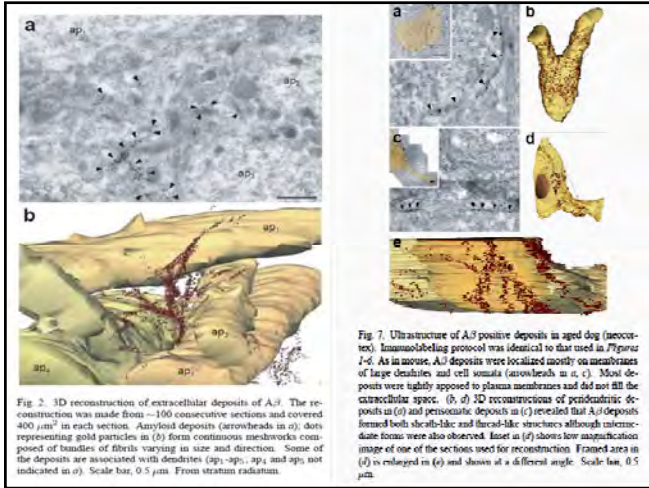 a
ap₁
ap₂
ap₃
b
ap₁
ap₂
ap₃
ap₄
Fig. 2. 3D reconstruction of extracellular deposits of Aβ. The re-
construction was made from ~100 consecutive sections and covered
400 μm² in each section. Amyloid deposits (arrowheads in a); dots
representing gold particles in (b) form continuous meshworks com-
posed of bundles of fibrils varying in size and direction. Some of
the deposits are associated with dendrites (ap₁-ap₅, ap₄ and ap₅ not
indicated in a). Scale bar, 0.5 μm. From stratum radiatum.
a
b
c
d
e
Fig. 7. Ultrastructure of Aβ positive deposits in aged dog (neocor-
tex). Immunolabeling protocol was identical to that used in Figures
1-6. As in mouse, Aβ deposits were localized mostly on membranes
of large dendrites and cell somata (arrowheads in a, c). Most de-
posits were tightly apposed to plasma membranes and did not fill the
extracellular space. (b, d) 3D reconstructions of peridendritic de-
posits in (a) and perisomatic deposits in (c) revealed that Aβ deposits
formed both sheath-like and thread-like structures although interme-
diate forms were also observed. Inset in (d) shows low magnification
image of one of the sections used for reconstruction. Framed area in
(d) is enlarged in (e) and shown at a different angle. Scale bar, 0.5
μm.